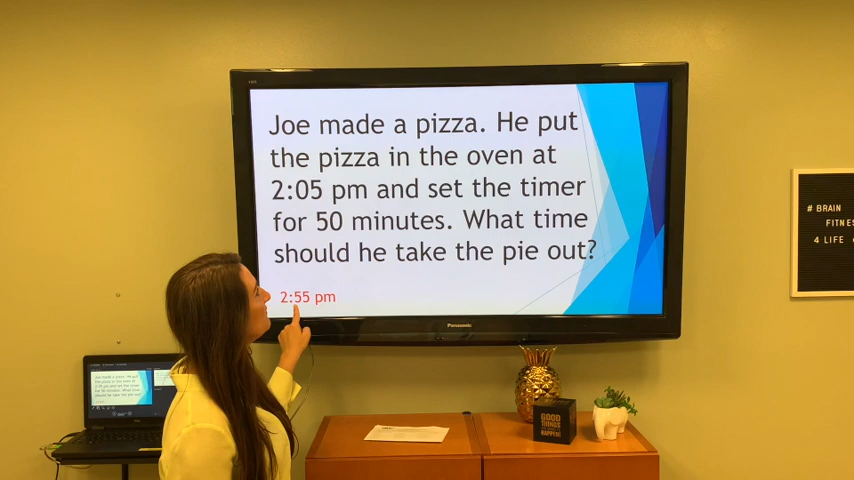 Joe made a pizza. He put
the pizza in the oven at
2:05 pm and set the timer
for 50 minutes. What time
should he take the pie out?
2:55 pm
Panasonic
# BRAIN
FITNES
4 LIFE
GOOD
THINGS
HAPPEN!